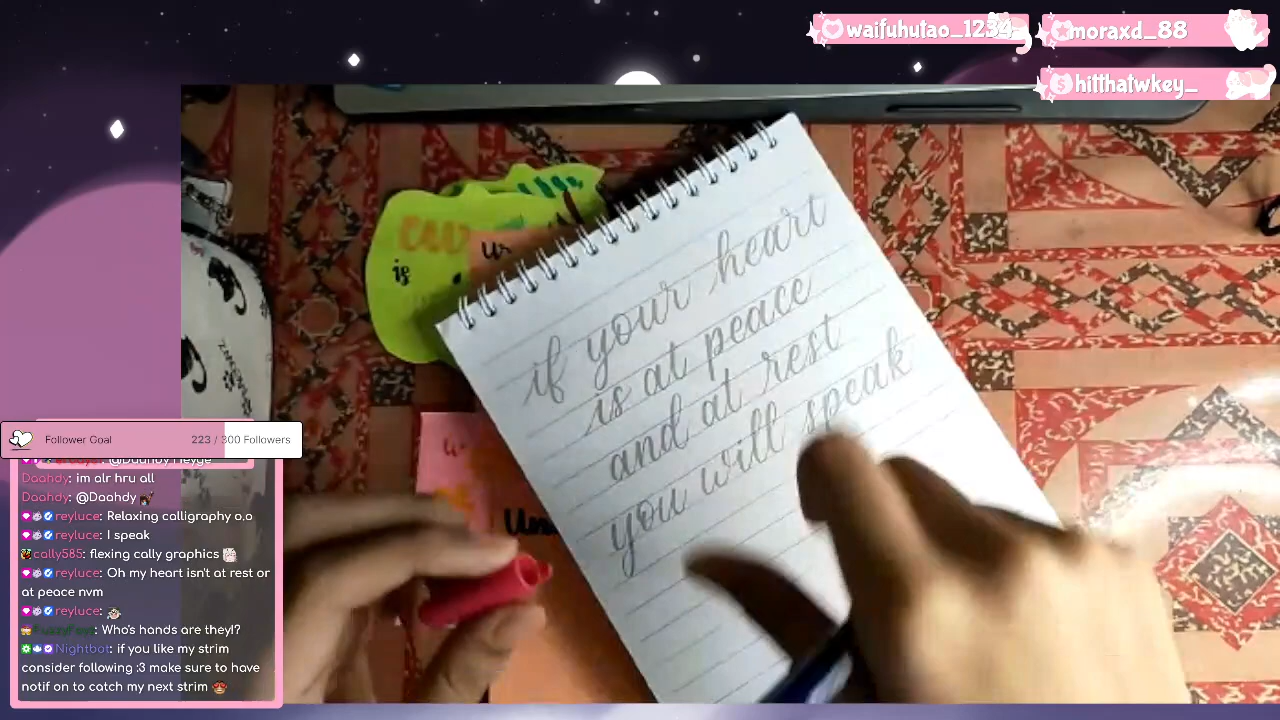 waifuhutao_1234
moraxd_88
hitthatwkey_
if your heart
is at peace
and at rest
you will speak
is
Follower Goal
223 / 300 Followers
Daahdy: im alr hru all
Daahdy: @Daahdy
reyluce: Relaxing calligraphy o,o
reyluce: I speak
cally585: flexing cally graphics
reyluce: Oh my heart isn't at rest or
at peace nvm
reyluce:
Who's hands are theyI?
Nightbot: if you like my strim
consider following :3 make sure to have
notif on to catch my next strim